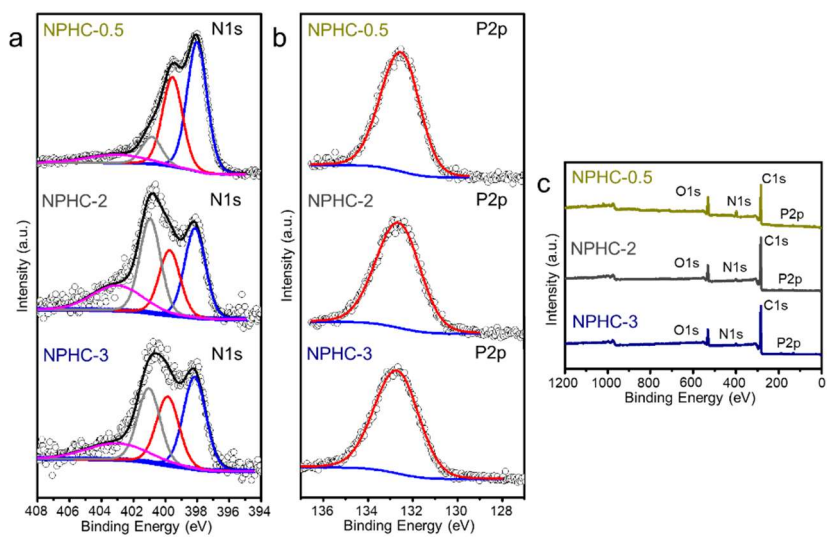 a
NPHC-0.5
N1s
NPHC-2
N1s
NPHC-3
N1s
Intensity (a.u.)
408 406 404 402 400 398 396 394
Binding Energy (eV)
b
NPHC-0.5
P2p
NPHC-2
P2p
NPHC-3
P2p
Intensity (a.u.)
136 134 132 130 128
Binding Energy (eV)
c
NPHC-0.5
O1s
N1s
C1s
P2p
NPHC-2
O1s
N1s
C1s
P2p
NPHC-3
O1s
N1s
C1s
P2p
Intensity (a.u.)
1200 1000 800 600 400 200 0
Binding Energy (eV)